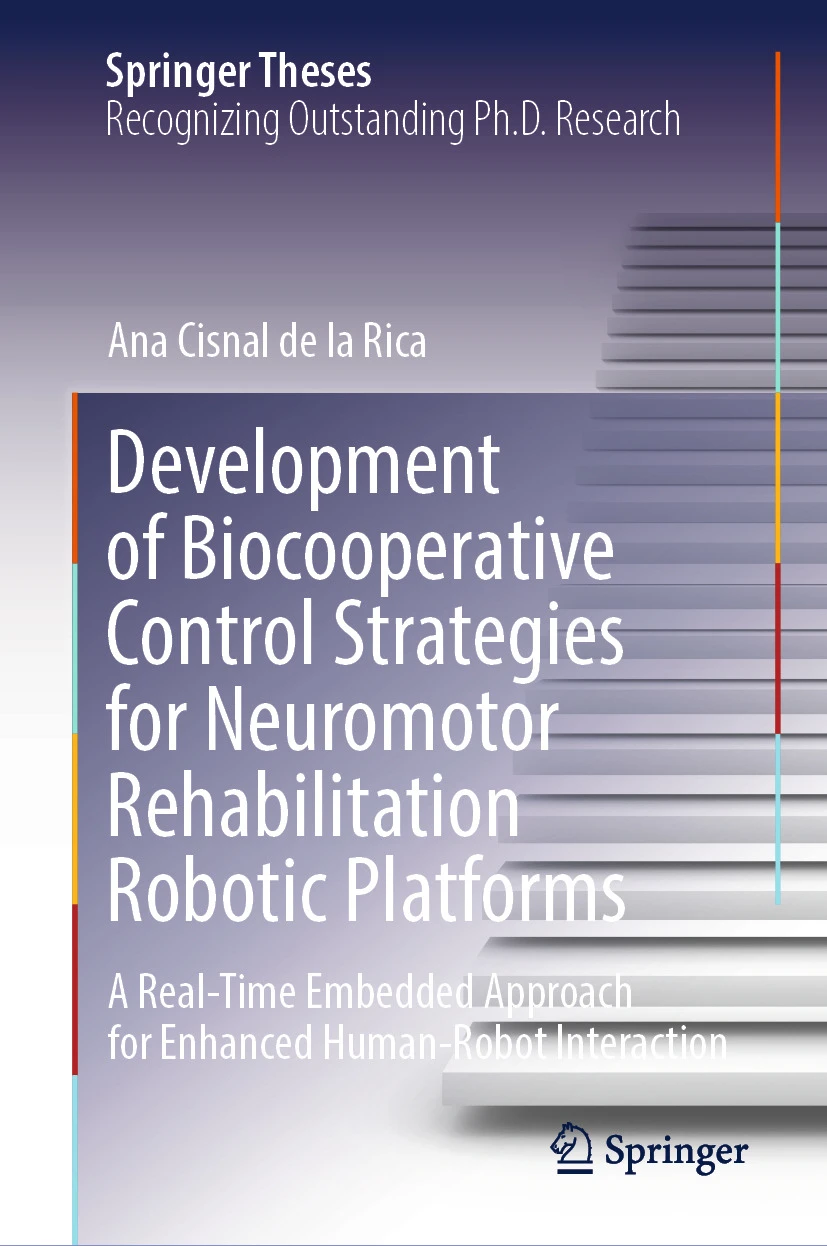 Springer Theses
Recognizing Outstanding Ph.D. Research
Ana Cisnal de la Rica
Development
of Biocooperative
Control Strategies
for Neuromotor
Rehabilitation
Robotic Platforms
A Real-Time Embedded Approach
for Enhanced Human-Robot Interaction
Springer